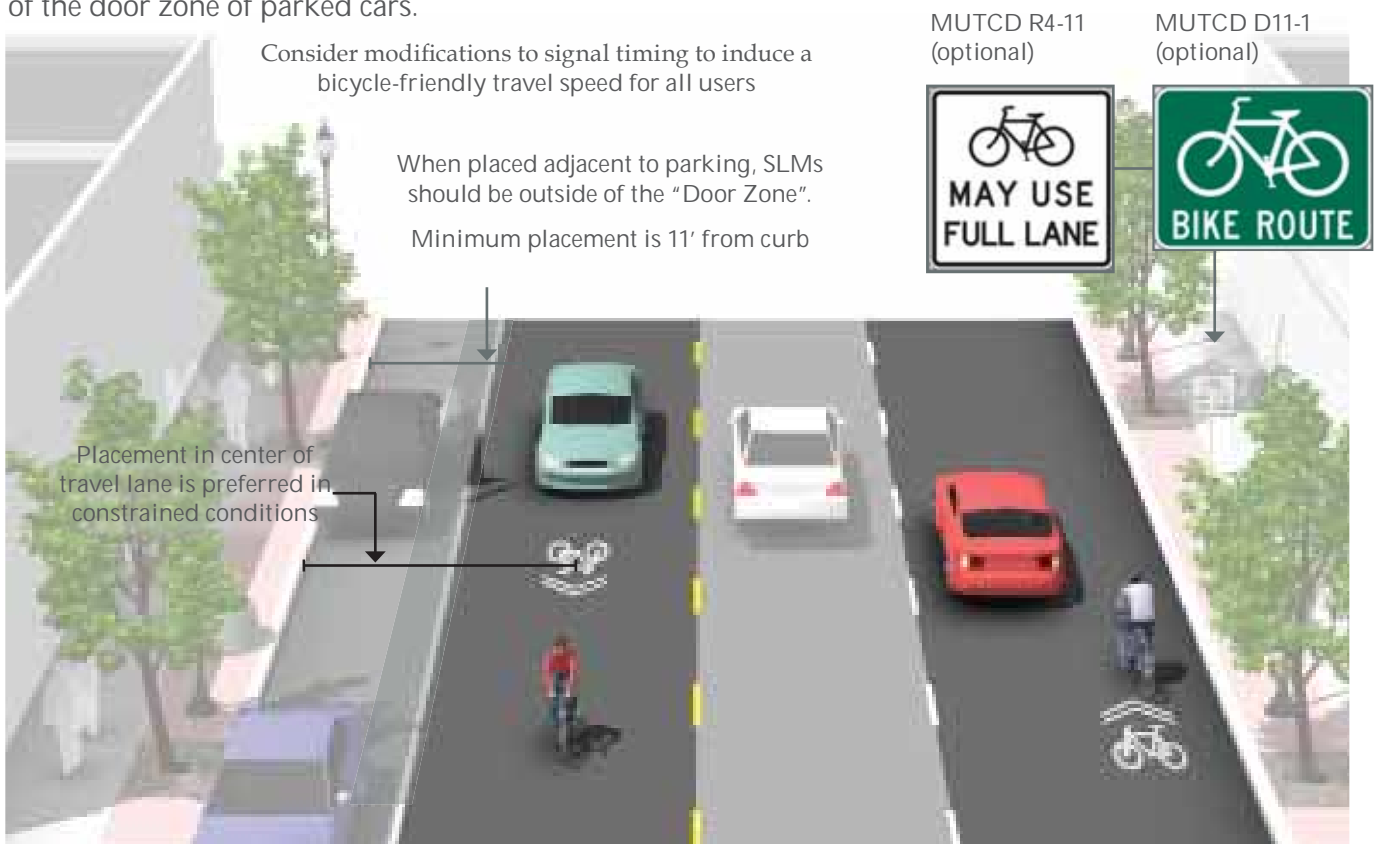 of the door zone of parked cars.
MUTCD R4-11
(optional)
MUTCD D11-1
(optional)
Consider modifications to signal timing to induce a
bicycle-friendly travel speed for all users
When placed adjacent to parking, SLMs
should be outside of the “Door Zone”.
Minimum placement is 11’ from curb
MAY USE
FULL LANE
BIKE ROUTE
Placement in center of
travel lane is preferred in
constrained conditions